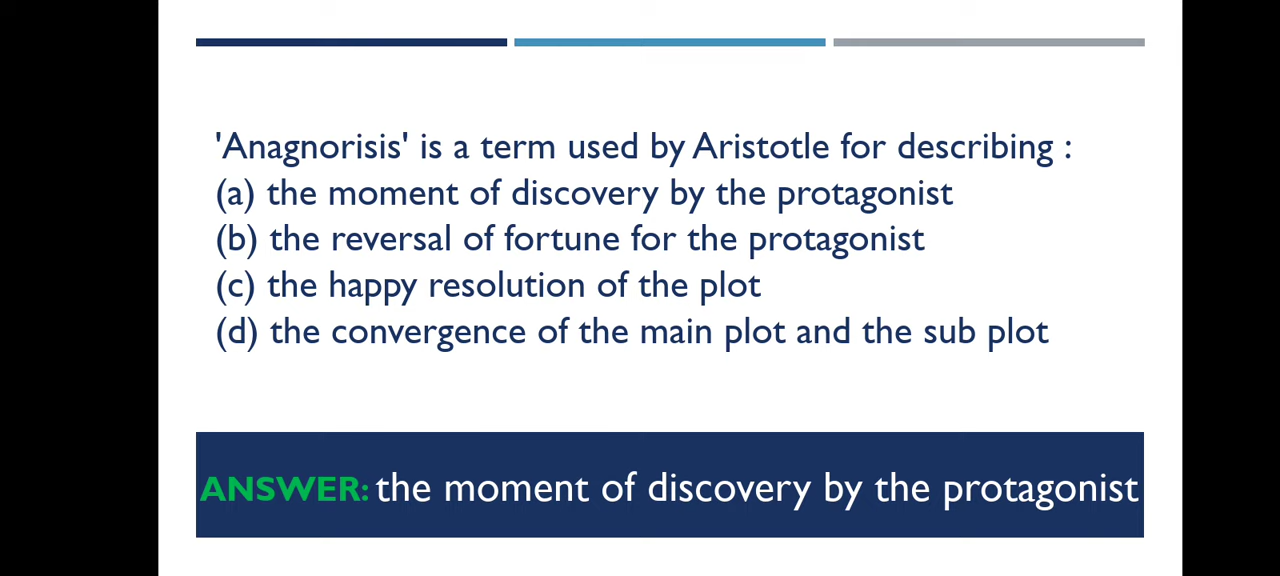 'Anagnorisis' is a term used by Aristotle for describing :
(a) the moment of discovery by the protagonist
(b) the reversal of fortune for the protagonist
(c) the happy resolution of the plot
(d) the convergence of the main plot and the sub plot
ANSWER: the moment of discovery by the protagonist